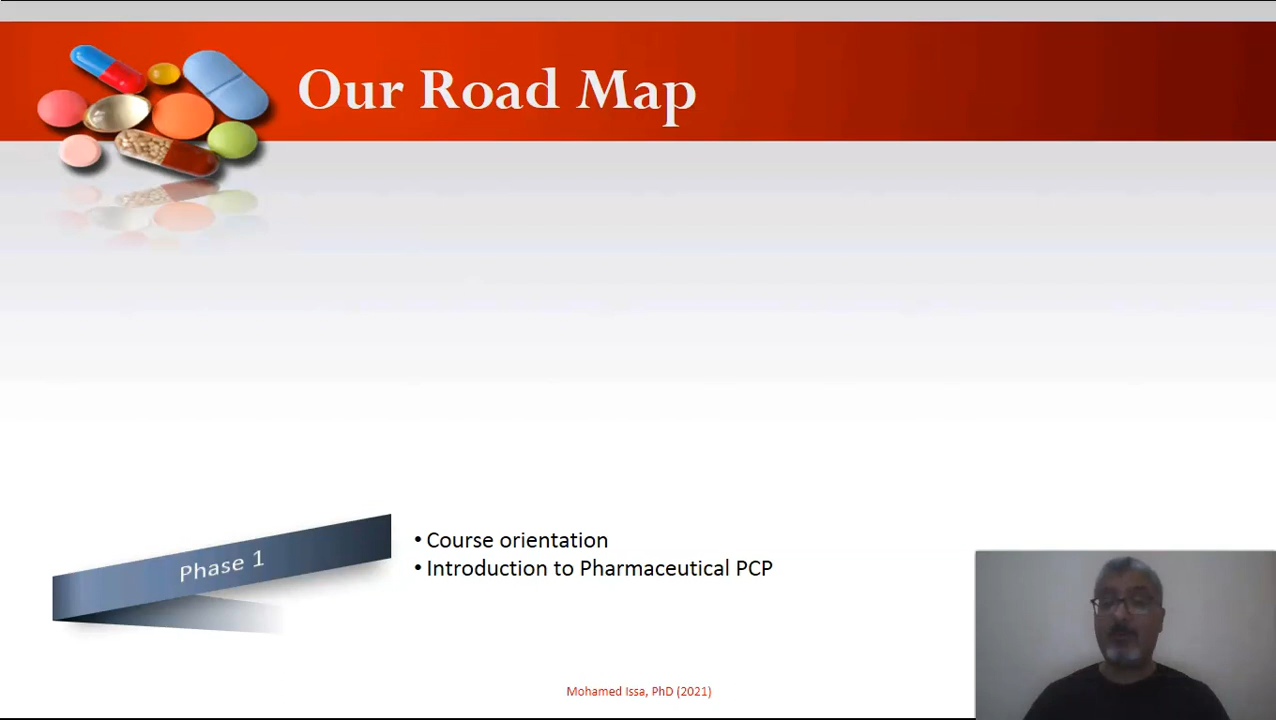 Our Road Map
Phase 1
• Course orientation
• Introduction to Pharmaceutical PCP
Mohamed Issa, PhD (2021)